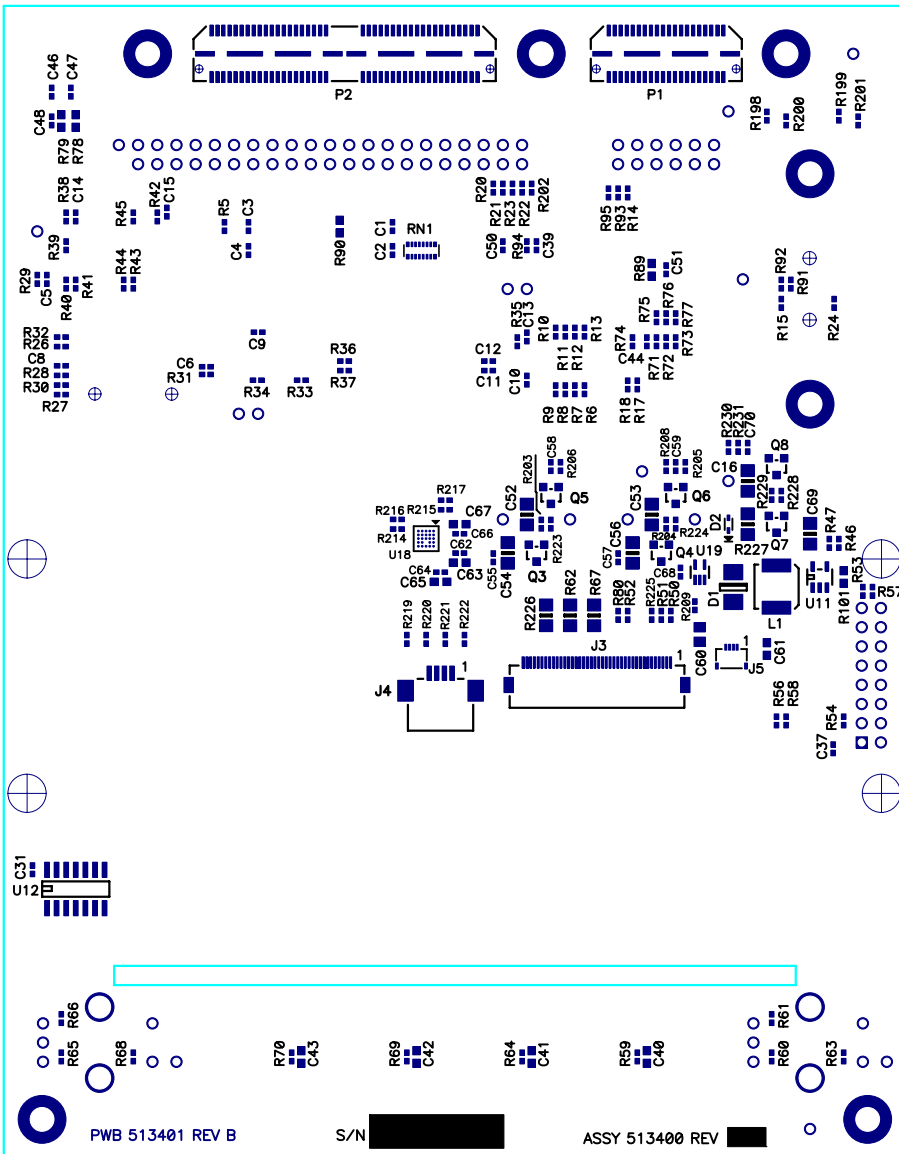 C46
C47
P2
P1
C48
R79
R78
R198
R200
R199
R201
R38
C14
R45
R42
C15
R5
C3
R90
C1
RN1
R20
R21
R23
R22
R202
R95
R93
R14
R39
C4
C2
C50
R94
C39
R29
C5
R40
R41
R44
R43
R89
C51
R92
R91
R15
R24
R32
R26
C9
R36
R35
C13
R10
R11
R12
R13
R75
R76
R77
R74
C44
R71
R72
R73
C8
R28
R30
R27
C6
R31
R34
R33
R37
C12
C11
C10
R9
R8
R7
R6
R18
R17
R230
R231
C70
Q8
R203
C58
R206
R208
C59
R205
C16
R229
R228
R217
R216
R215
R214
U18
C67
C66
C62
C63
C52
Q5
C53
Q6
D2
C69
R47
R46
C64
C65
C55
C54
Q3
R223
C57
C56
R204
R224
C68
Q4
U19
R227
Q7
D1
L1
U11
R101
R53
R57
R219
R220
R221
R222
R226
R62
R67
R80
R52
R225
R51
R50
R209
J3
C60
J5
1
C61
J4
1
1
R56
R58
R54
C37
C31
U12
R66
R65
R68
R70
C43
R69
C42
R64
C41
R59
C40
R61
R60
R63
PWB 513401 REV B
S/N
ASSY 513400 REV